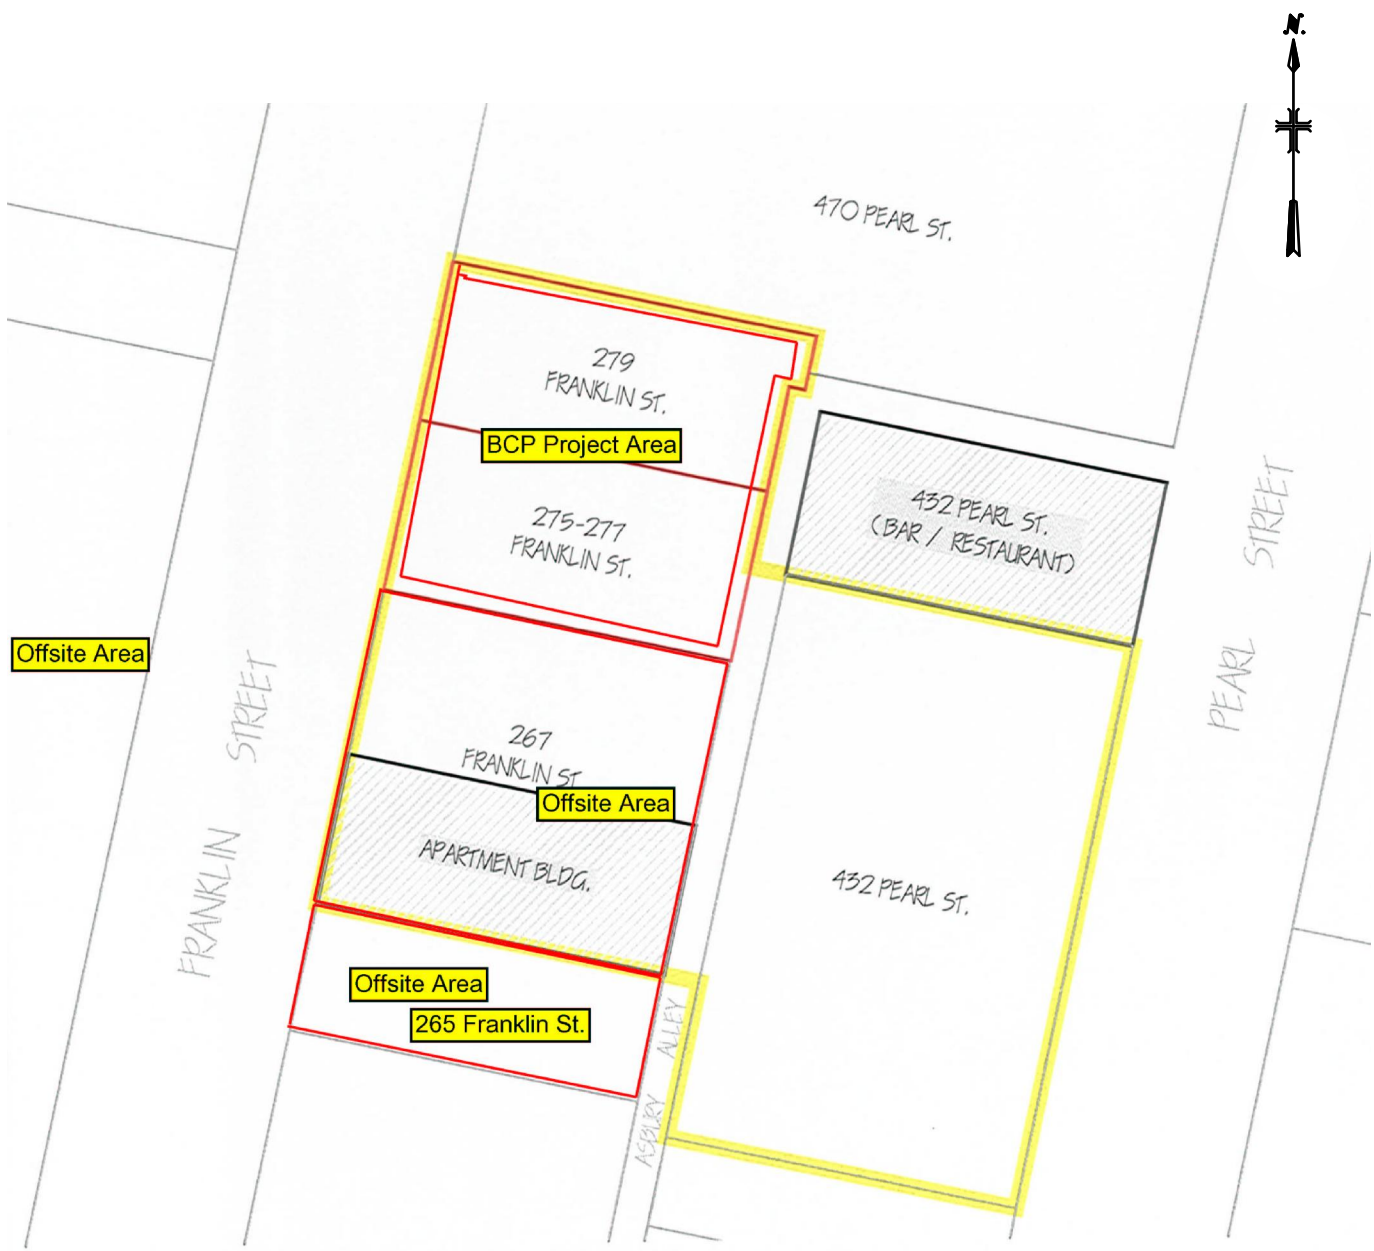 N.
470 PEARL ST.
279
FRANKLIN ST.
BCP Project Area
275-277
FRANKLIN ST.
432 PEARL ST.
(BAR / RESTAURANT)
PEARL STREET
Offsite Area
FRANKLIN STREET
267
FRANKLIN ST
Offsite Area
APARTMENT BLDG.
432 PEARL ST.
Offsite Area
265 Franklin St.
ASBURY ALLEY